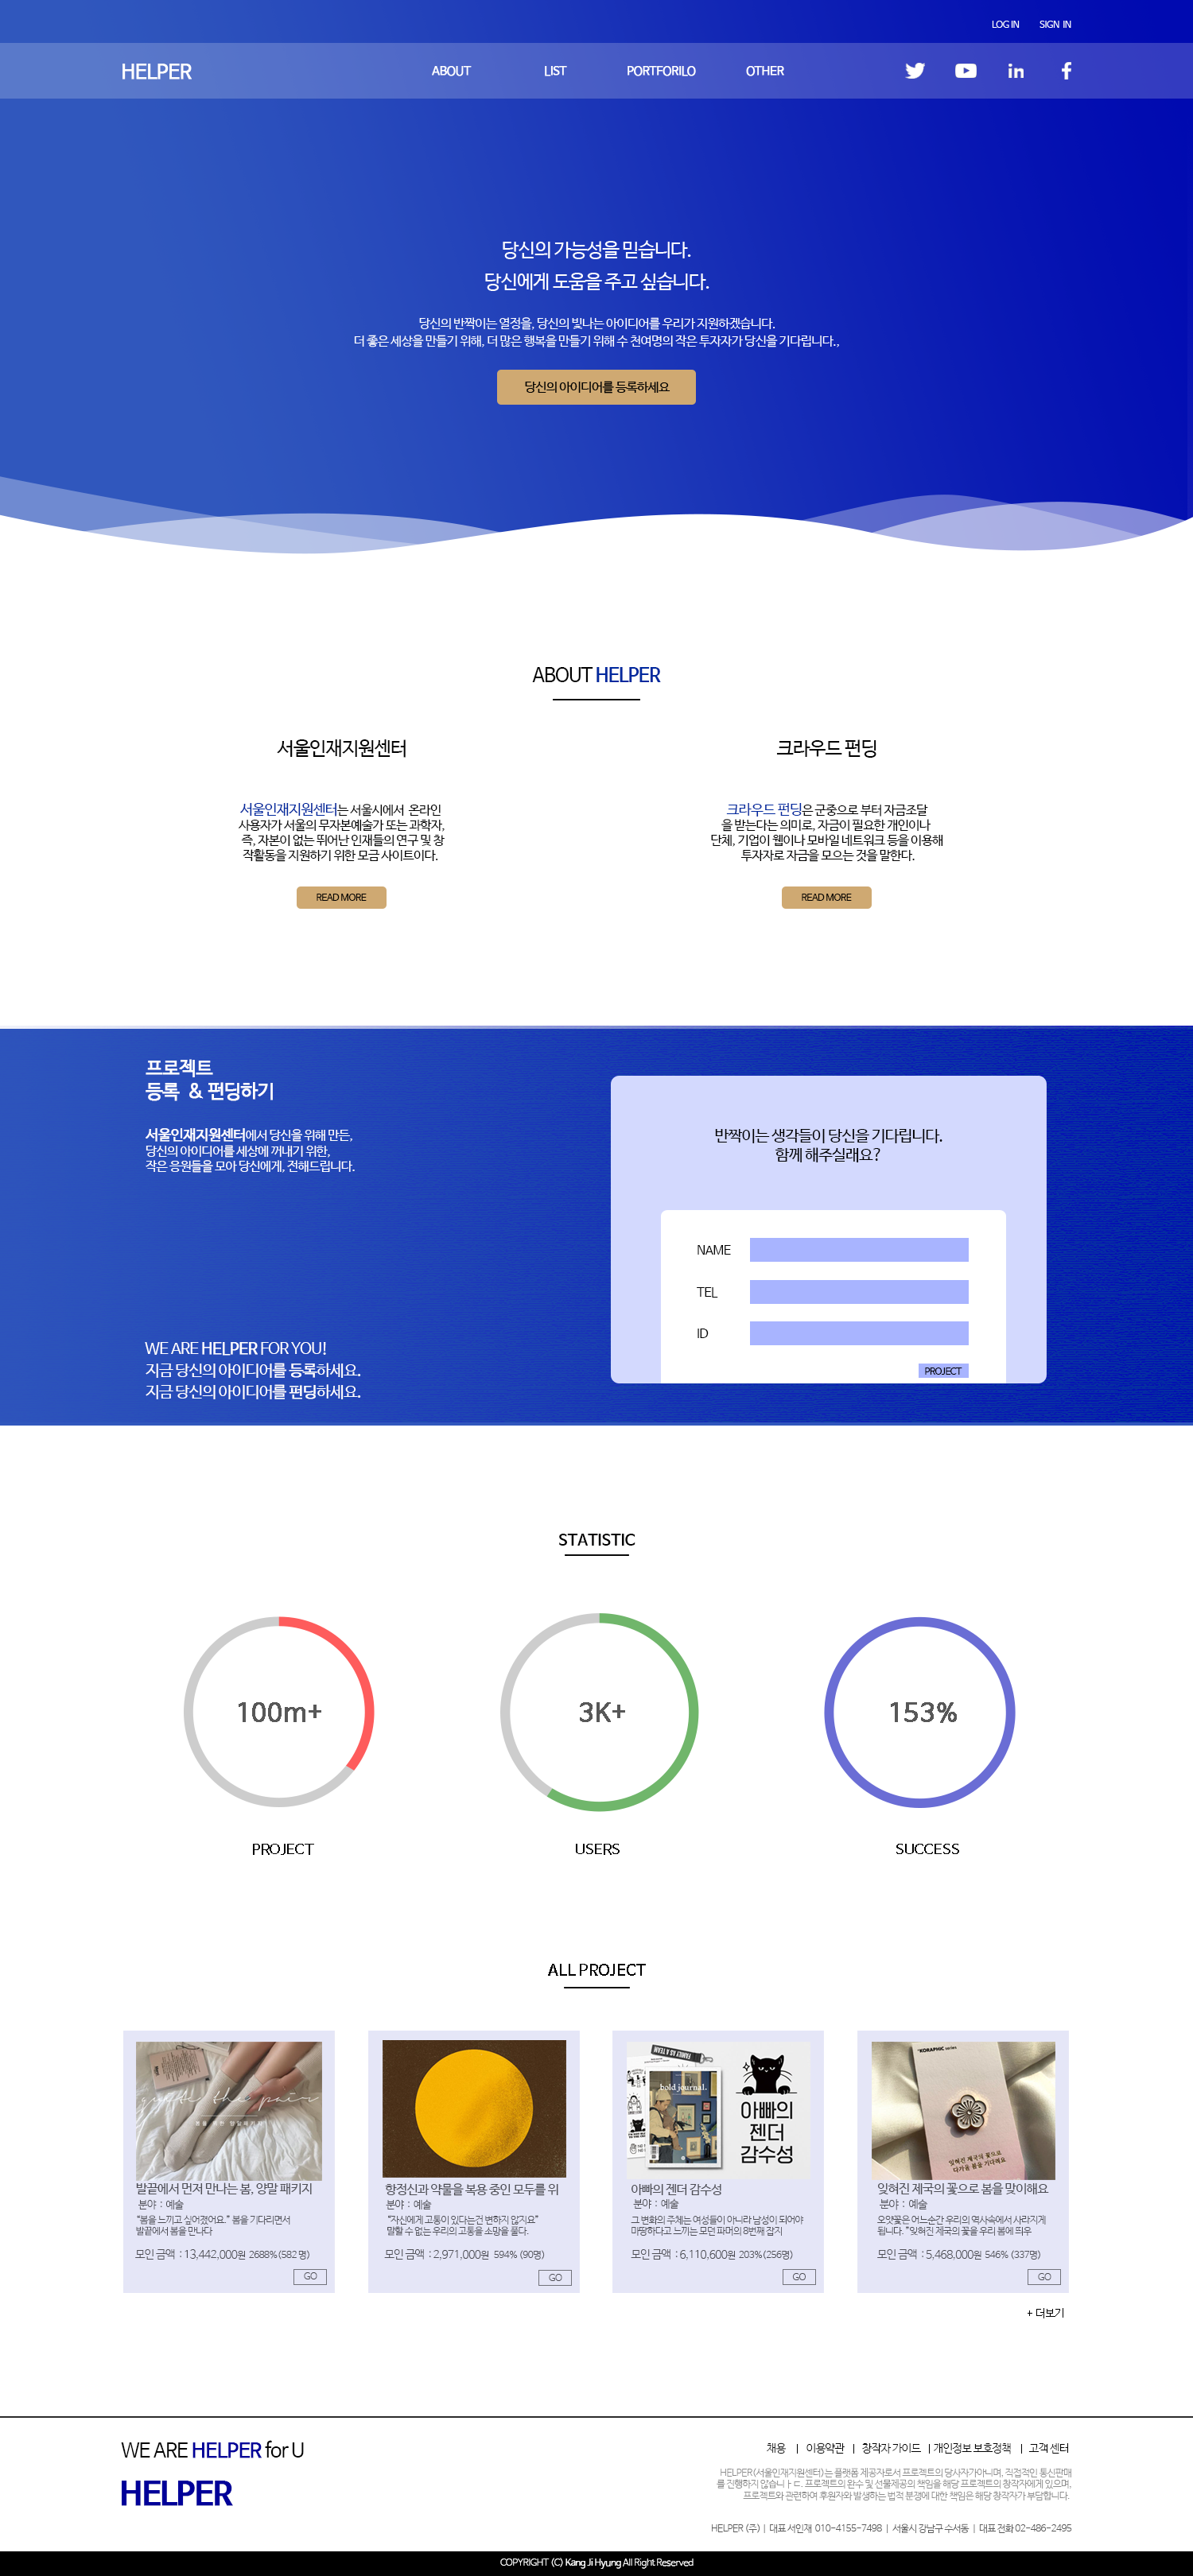 LOG IN SIGN IN
HELPER ABOUT LIST PORTFORILO OTHER
당신의 가능성을 믿습니다.
당신에게 도움을 주고 싶습니다.
당신의 반짝이는 열정을, 당신의 빛나는 아이디어를 우리가 지원하겠습니다.
더 좋은 세상을 만들기 위해, 더 많은 행복을 만들기 위해 수 천여명의 작은 투자자가 당신을 기다립니다.,
당신의 아이디어를 등록하세요
ABOUT HELPER
서울인재지원센터
서울인재지원센터는 서울시에서 온라인
사용자가 서울의 무자본예술가 또는 과학자,
즉, 자본이 없는 뛰어난 인재들의 연구 및 창
작활동을 지원하기 위한 모금 사이트이다.
READ MORE
크라우드 펀딩
크라우드 펀딩은 군중으로 부터 자금조달
을 받는다는 의미로, 자금이 필요한 개인이나
단체, 기업이 웹이나 모바일 네트워크 등을 이용해
투자자로 자금을 모으는 것을 말한다.
READ MORE
프로젝트
등록 & 펀딩하기
서울인재지원센터에서 당신을 위해 만든,
당신의 아이디어를 세상에 꺼내기 위한,
작은 응원들을 모아 당신에게, 전해드립니다.
WE ARE HELPER FOR YOU!
지금 당신의 아이디어를 등록하세요.
지금 당신의 아이디어를 펀딩하세요.
반짝이는 생각들이 당신을 기다립니다.
함께 해주실래요?
NAME
TEL
ID
PROJECT
STATISTIC
100m+
PROJECT
3K+
USERS
153%
SUCCESS
ALL PROJECT
발끝에서 먼저 만나는 봄, 양말 패키지
분야 : 예술
"봄을 느끼고 싶어졌어요." 봄을 기다리면서
발끝에서 봄을 만나다
모인 금액 : 13,442,000원 2688%(582 명)
GO
항정신과 약물을 복용 중인 모두를 위
분야 : 예술
"자신에게 고통이 있다는건 변하지 않지요"
말할 수 없는 우리의 고통을 소망을 물다.
모인 금액 : 2,971,000원 594% (90명)
GO
FAMILY AS A TEAM
bold journal.
아빠의
젠더
감수성
아빠의 젠더 감수성
분야 : 예술
그 변화의 주체는 여성들이 아니라 남성이 되어야
마땅하다고 느끼는 모던 파머의 8번째 잡지
모인 금액 : 6,110,600원 203%(256명)
GO
KORAPHIC series
잊혀진 제국의 꽃으로
다가올 봄을 기다해요
잊혀진 제국의 꽃으로 봄을 맞이해요
분야 : 예술
오얏꽃은 어느순간 우리의 역사속에서 사라지게
됩니다. "잊혀진 제국의 꽃을 우리 봄에 띄우
모인 금액 : 5,468,000원 546% (337명)
GO
+ 더보기
WE ARE HELPER for U
HELPER
채용 | 이용약관 | 창작자 가이드 | 개인정보 보호정책 | 고객 센터
HELPER(서울인재지원센터)는 플랫폼 제공자로서 프로젝트의 당사자가아니며, 직접적인 통신판매
를 진행하지 않습니ㅏㄷ. 프로젝트의 완수 및 선물제공의 책임을 해당 프로젝트의 창작자에게 있으며,
프로젝트와 관련하여 후원자와 발생하는 법적 분쟁에 대한 책임은 해당 창작자가 부담합니다.
HELPER (주) | 대표 서인재 010-4155-7498 | 서울시 강남구 수서동 | 대표 전화 02-486-2495
COPYRIGHT (C) Kang Ji Hyung All Right Reserved